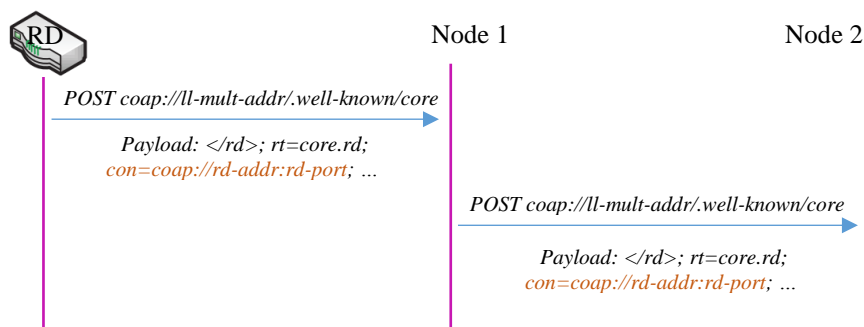 RD
Node 1
Node 2
POST coap://ll-mult-addr/.well-known/core
Payload: </rd>; rt=core.rd;
con=coap://rd-addr:rd-port; ...
POST coap://ll-mult-addr/.well-known/core
Payload: </rd>; rt=core.rd;
con=coap://rd-addr:rd-port; ...